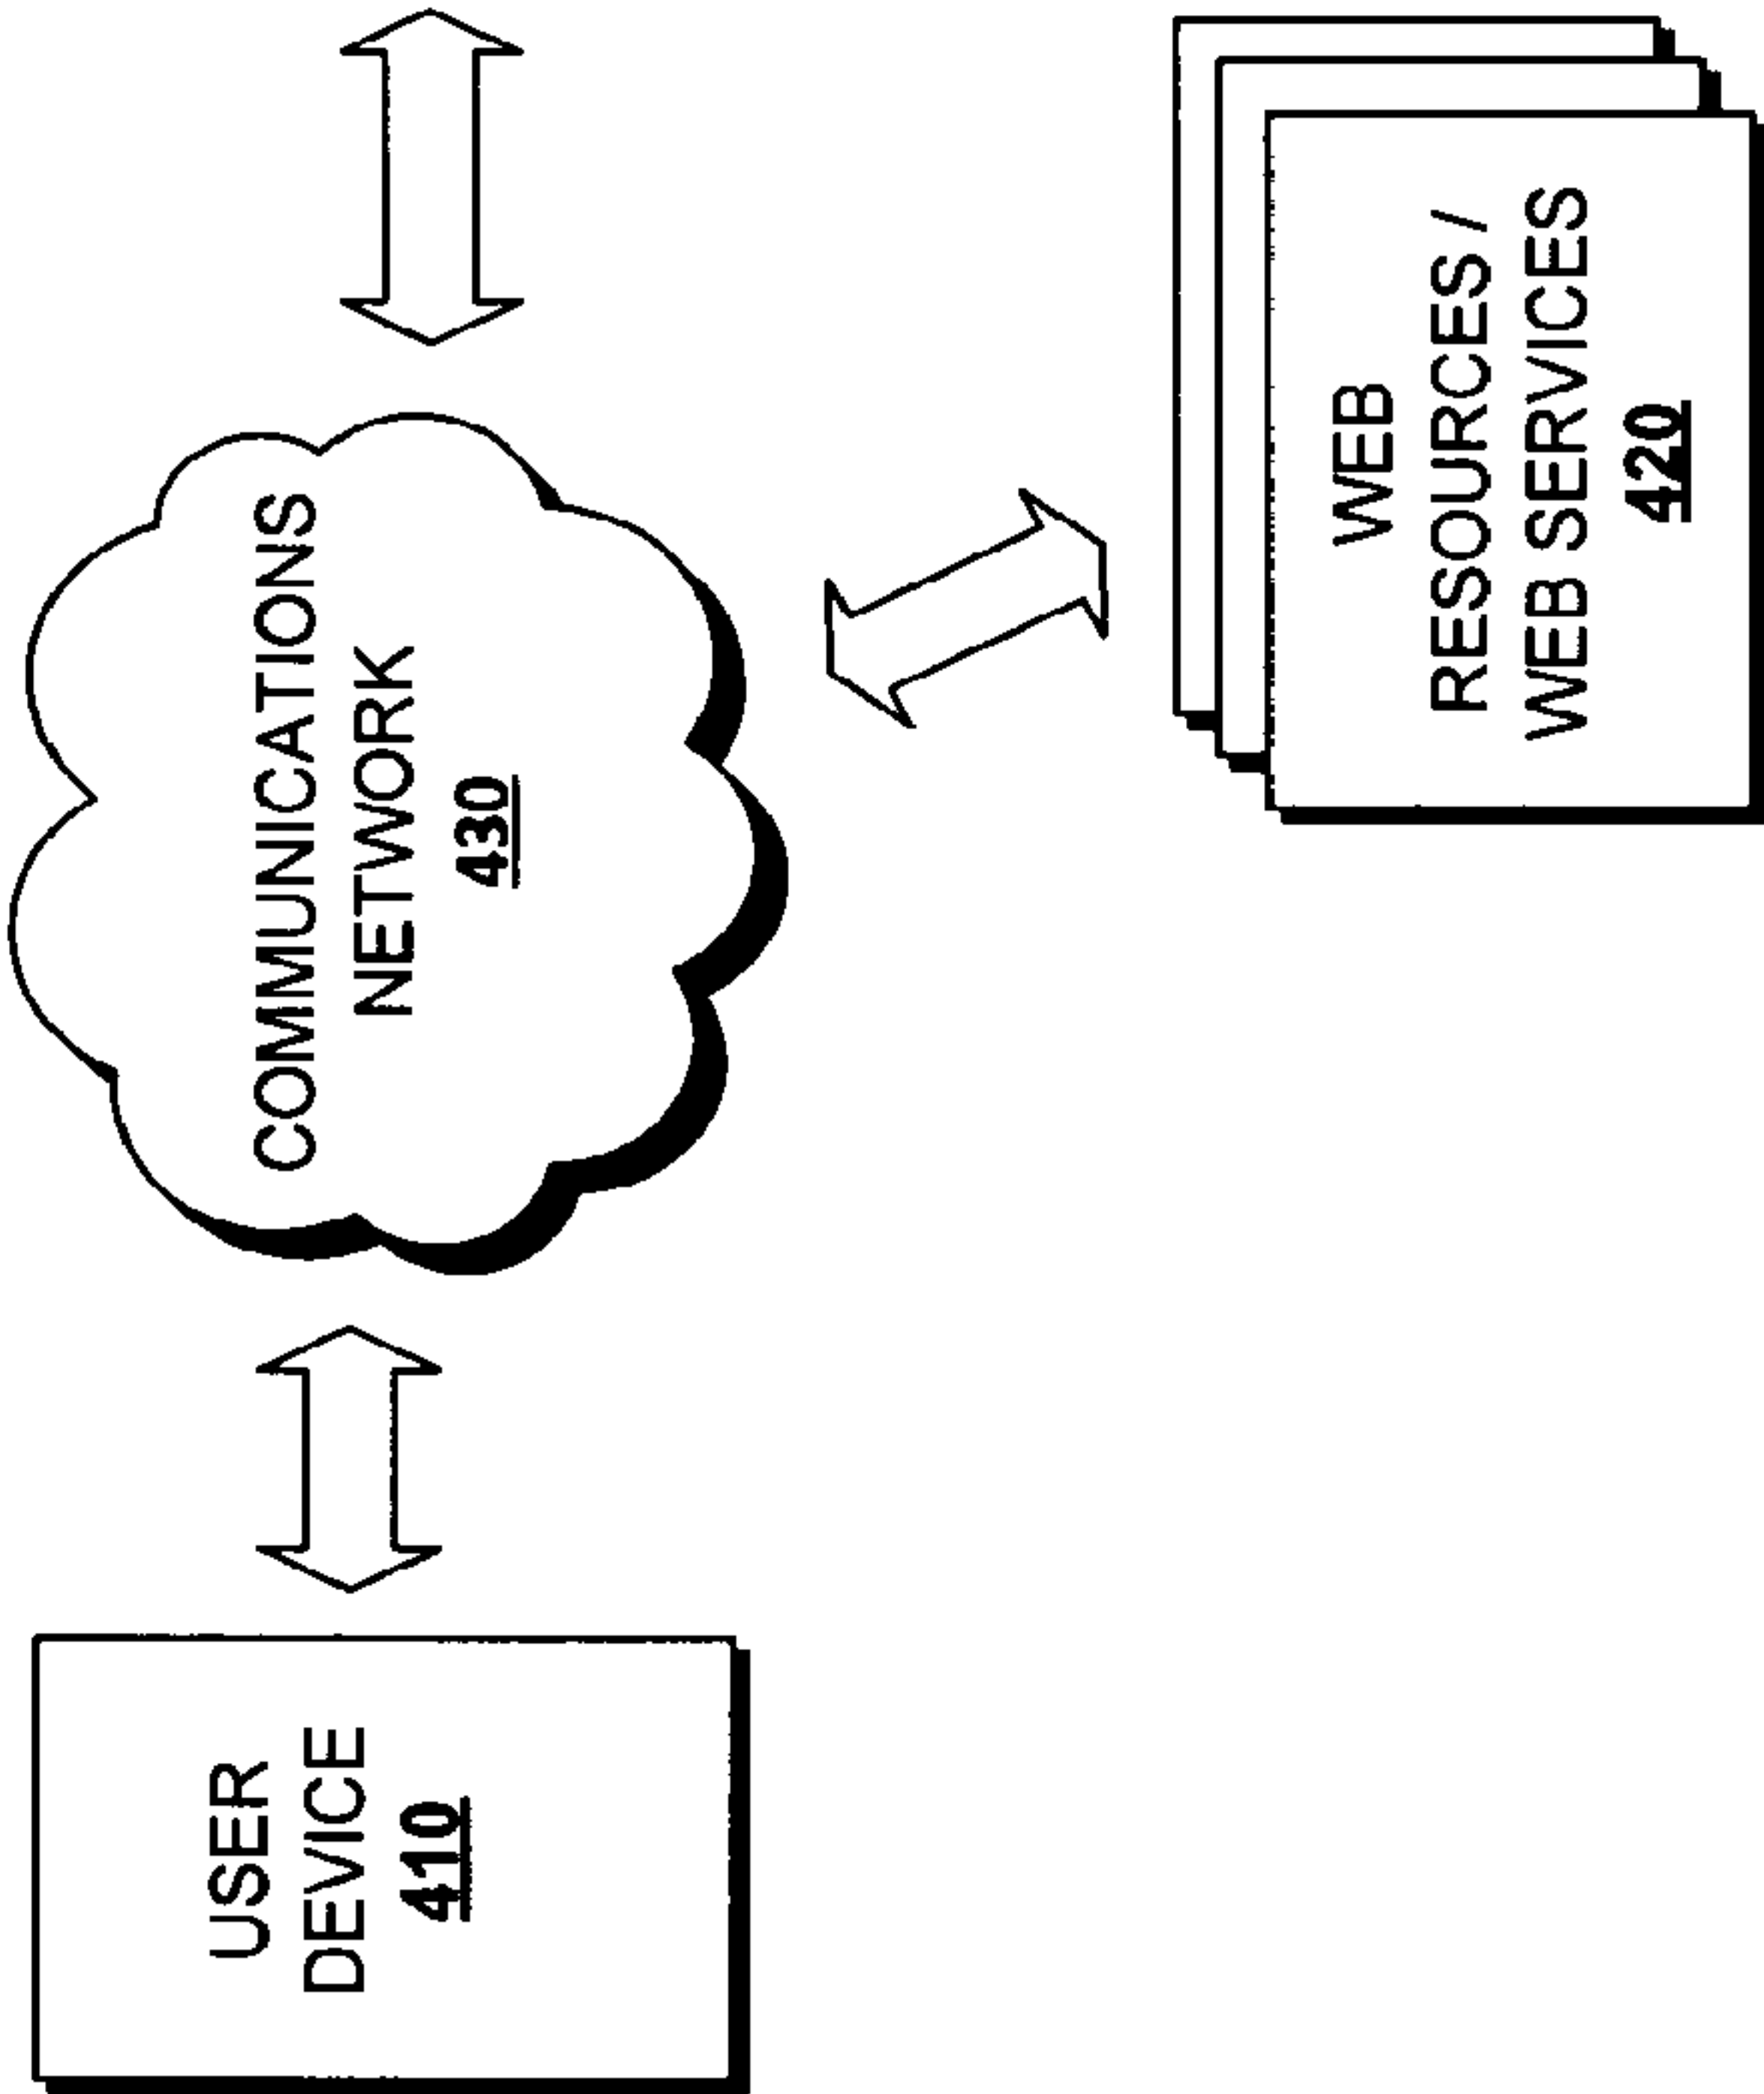 USER
DEVICE
410
COMMUNICATIONS
NETWORK
430
WEB
RESOURCES /
WEB SERVICES
420